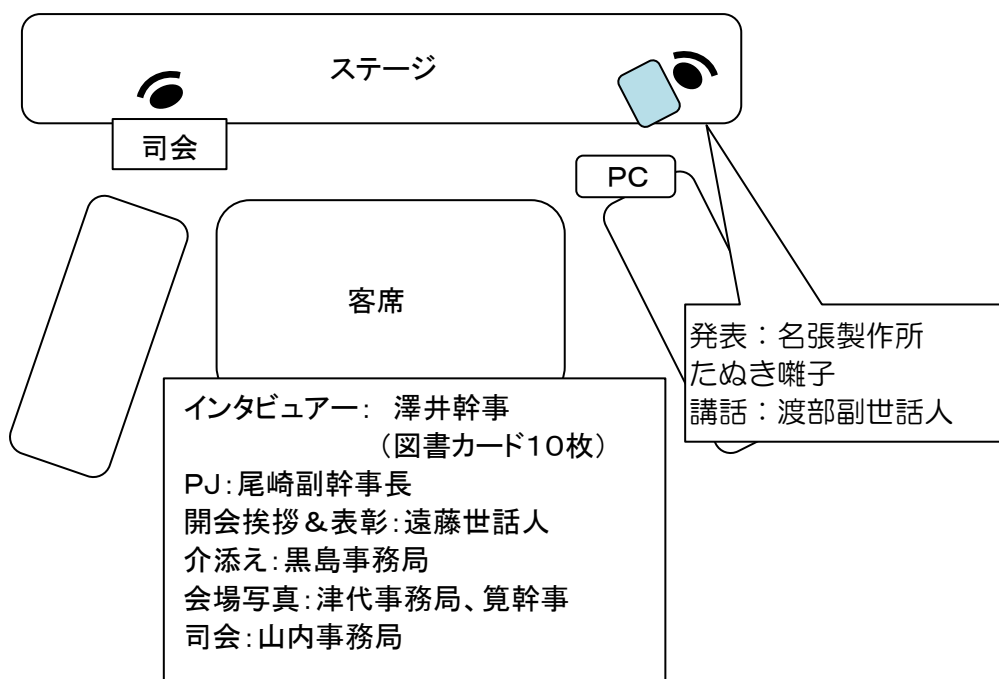 ステージ
司会
PC
客席
発表：名張製作所
たぬき囃子
講話：渡部副世話人
インタビュアー： 澤井幹事
（図書カード１０枚）
PJ：尾崎副幹事長
開会挨拶＆表彰：遠藤世話人
介添え：黒島事務局
会場写真：津代事務局、筧幹事
司会：山内事務局